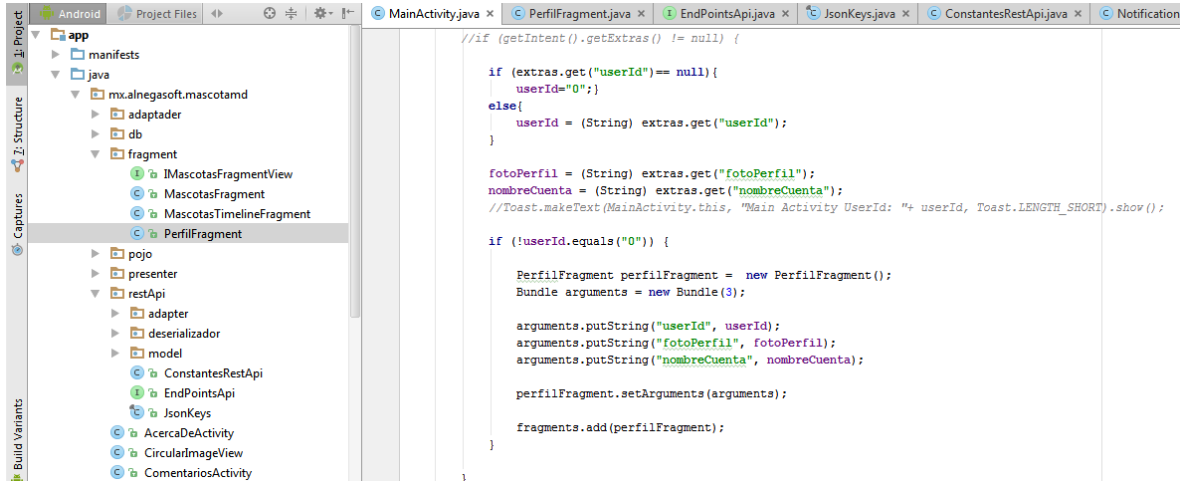 Android
Project Files
MainActivity.java ×
PerfilFragment.java ×
EndPointsApi.java ×
JsonKeys.java ×
ConstantesRestApi.java ×
Notification
1: Project
Z: Structure
Captures
Build Variants
app
manifests
java
mx.alnegasoft.mascotamd
adaptader
db
fragment
IMascotasFragmentView
MascotasFragment
MascotasTimelineFragment
PerfilFragment
pojo
presenter
restApi
adapter
deserializador
model
ConstantesRestApi
EndPointsApi
JsonKeys
AcercaDeActivity
CircularImageView
ComentariosActivity
//if (getIntent().getExtras() != null) {
if (extras.get("userId")== null){
userId="0";}
else{
userId = (String) extras.get("userId");
}
fotoPerfil = (String) extras.get("fotoPerfil");
nombreCuenta = (String) extras.get("nombreCuenta");
//Toast.makeText(MainActivity.this, "Main Activity UserId: "+ userId, Toast.LENGTH_SHORT).show();
if (!userId.equals("0")) {
PerfilFragment perfilFragment =  new PerfilFragment();
Bundle arguments = new Bundle(3);
arguments.putString("userId", userId);
arguments.putString("fotoPerfil", fotoPerfil);
arguments.putString("nombreCuenta", nombreCuenta);
perfilFragment.setArguments(arguments);
fragments.add(perfilFragment);
}
}